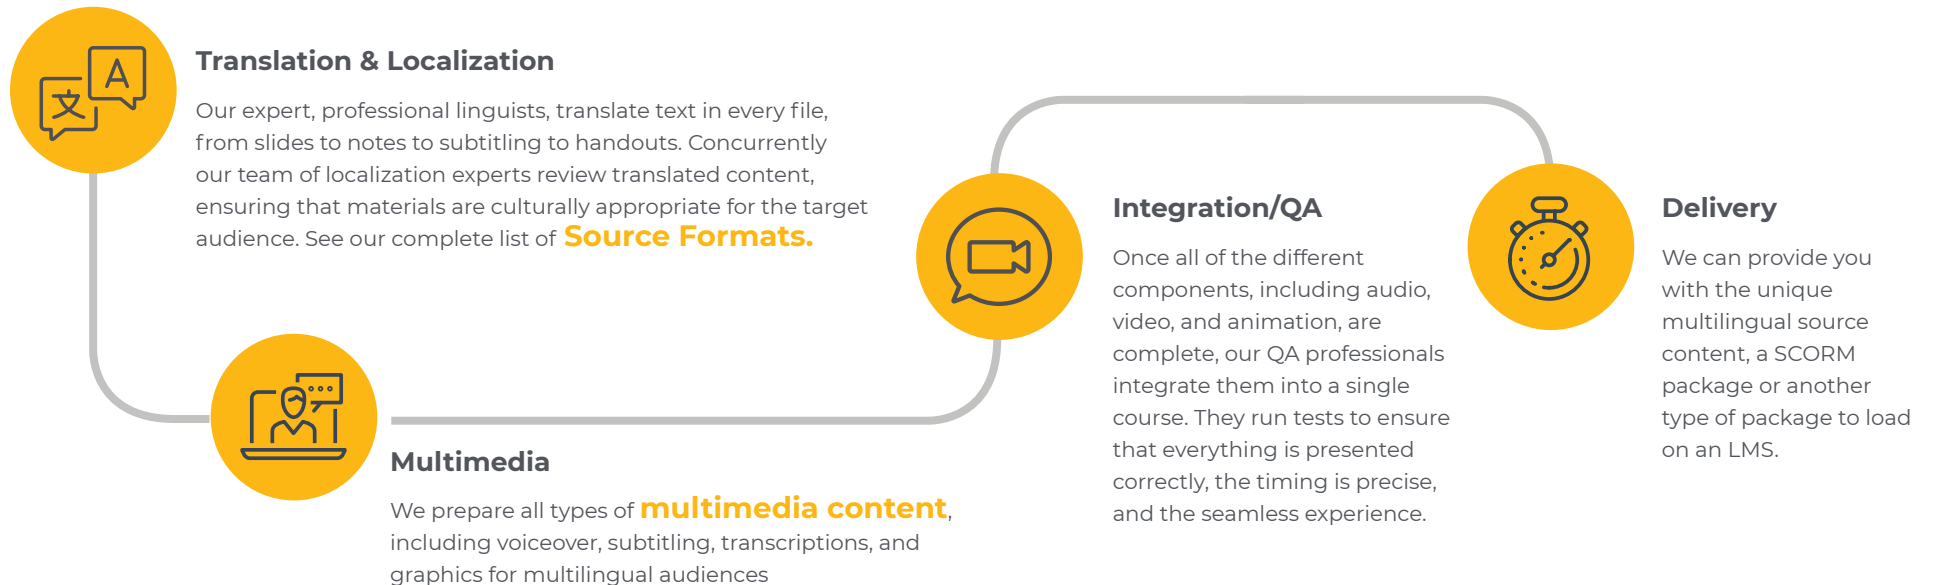 Translation & Localization
Our expert, professional linguists, translate text in every file,
from slides to notes to subtitling to handouts. Concurrently
our team of localization experts review translated content,
ensuring that materials are culturally appropriate for the target
audience. See our complete list of Source Formats.
文
A
Multimedia
We prepare all types of multimedia content,
including voiceover, subtitling, transcriptions, and
graphics for multilingual audiences
Integration/QA
Once all of the different
components, including audio,
video, and animation, are
complete, our QA professionals
integrate them into a single
course. They run tests to ensure
that everything is presented
correctly, the timing is precise,
and the seamless experience.
Delivery
We can provide you
with the unique
multilingual source
content, a SCORM
package or another
type of package to load
on an LMS.